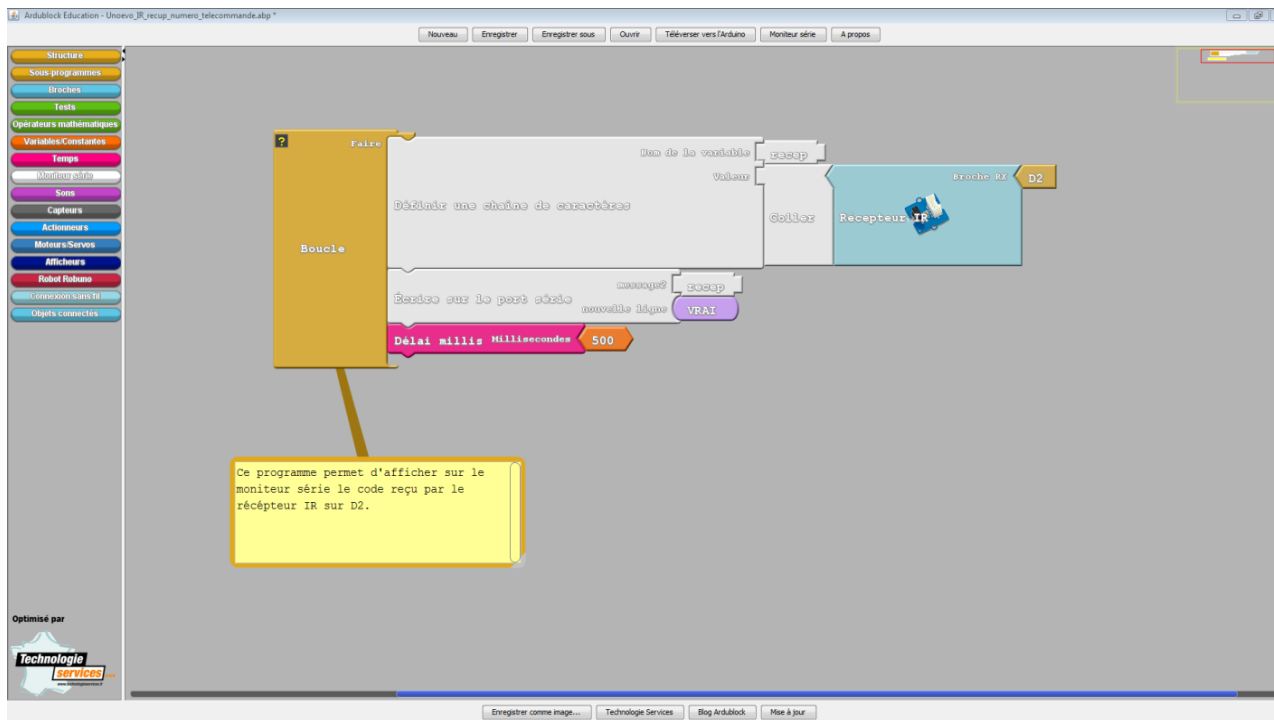 Ardublock Education - Unoevo_IR_recup_numero_telecommande.abp *
Nouveau Enregistrer Enregistrer sous Ouvrir Téléverser vers l'Arduino Moniteur série A propos
Structure
Sous-programmes
Broches
Tests
Opérateurs mathématiques
Variables/Constantes
Temps
Moniteur série
Sons
Capteurs
Actionneurs
Moteurs/Servos
Afficheurs
Robot Robuno
Connexion sans fil
Objets connectés
? Faire
Nom de la variable recep
Valeur
Broche RX D2
Définir une chaîne de caractères
Coller Recepteur IR
Boucle
message? recep
Écrire sur le port série
nouvelle ligne VRAI
Délai millis Millisecondes 500
Ce programme permet d'afficher sur le
moniteur série le code reçu par le
récépteur IR sur D2.
Optimisé par
Technologie
services
Enregistrer comme image... Technologie Services Blog Ardublock Mise à jour